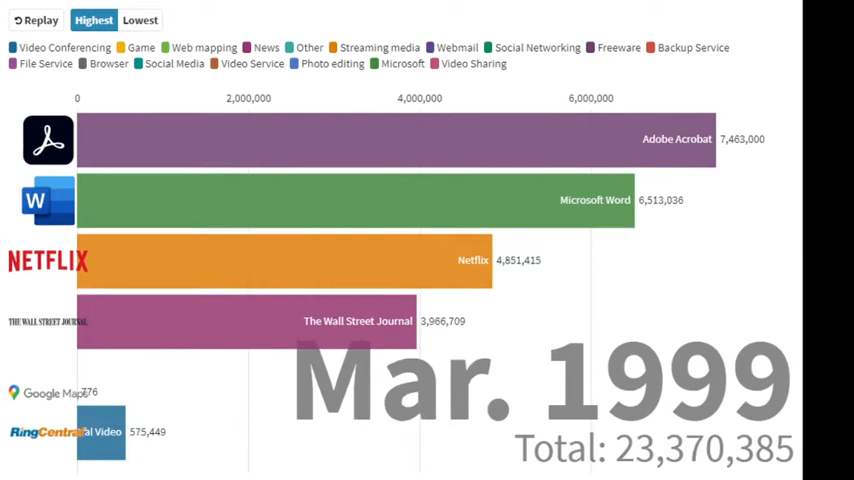 Replay Highest Lowest
Video Conferencing Game Web mapping News Other Streaming media Webmail Social Networking Freeware Backup Service
File Service Browser Social Media Video Service Photo editing Microsoft Video Sharing
0 2,000,000 4,000,000 6,000,000
Adobe Acrobat 7,463,000
W Microsoft Word 6,513,036
NETFLIX Netflix 4,851,415
THE WALL STREET JOURNAL The Wall Street Journal 3,966,709
Mar. 1999
Google Maps 776
RingCentral al Video 575,449
Total: 23,370,385